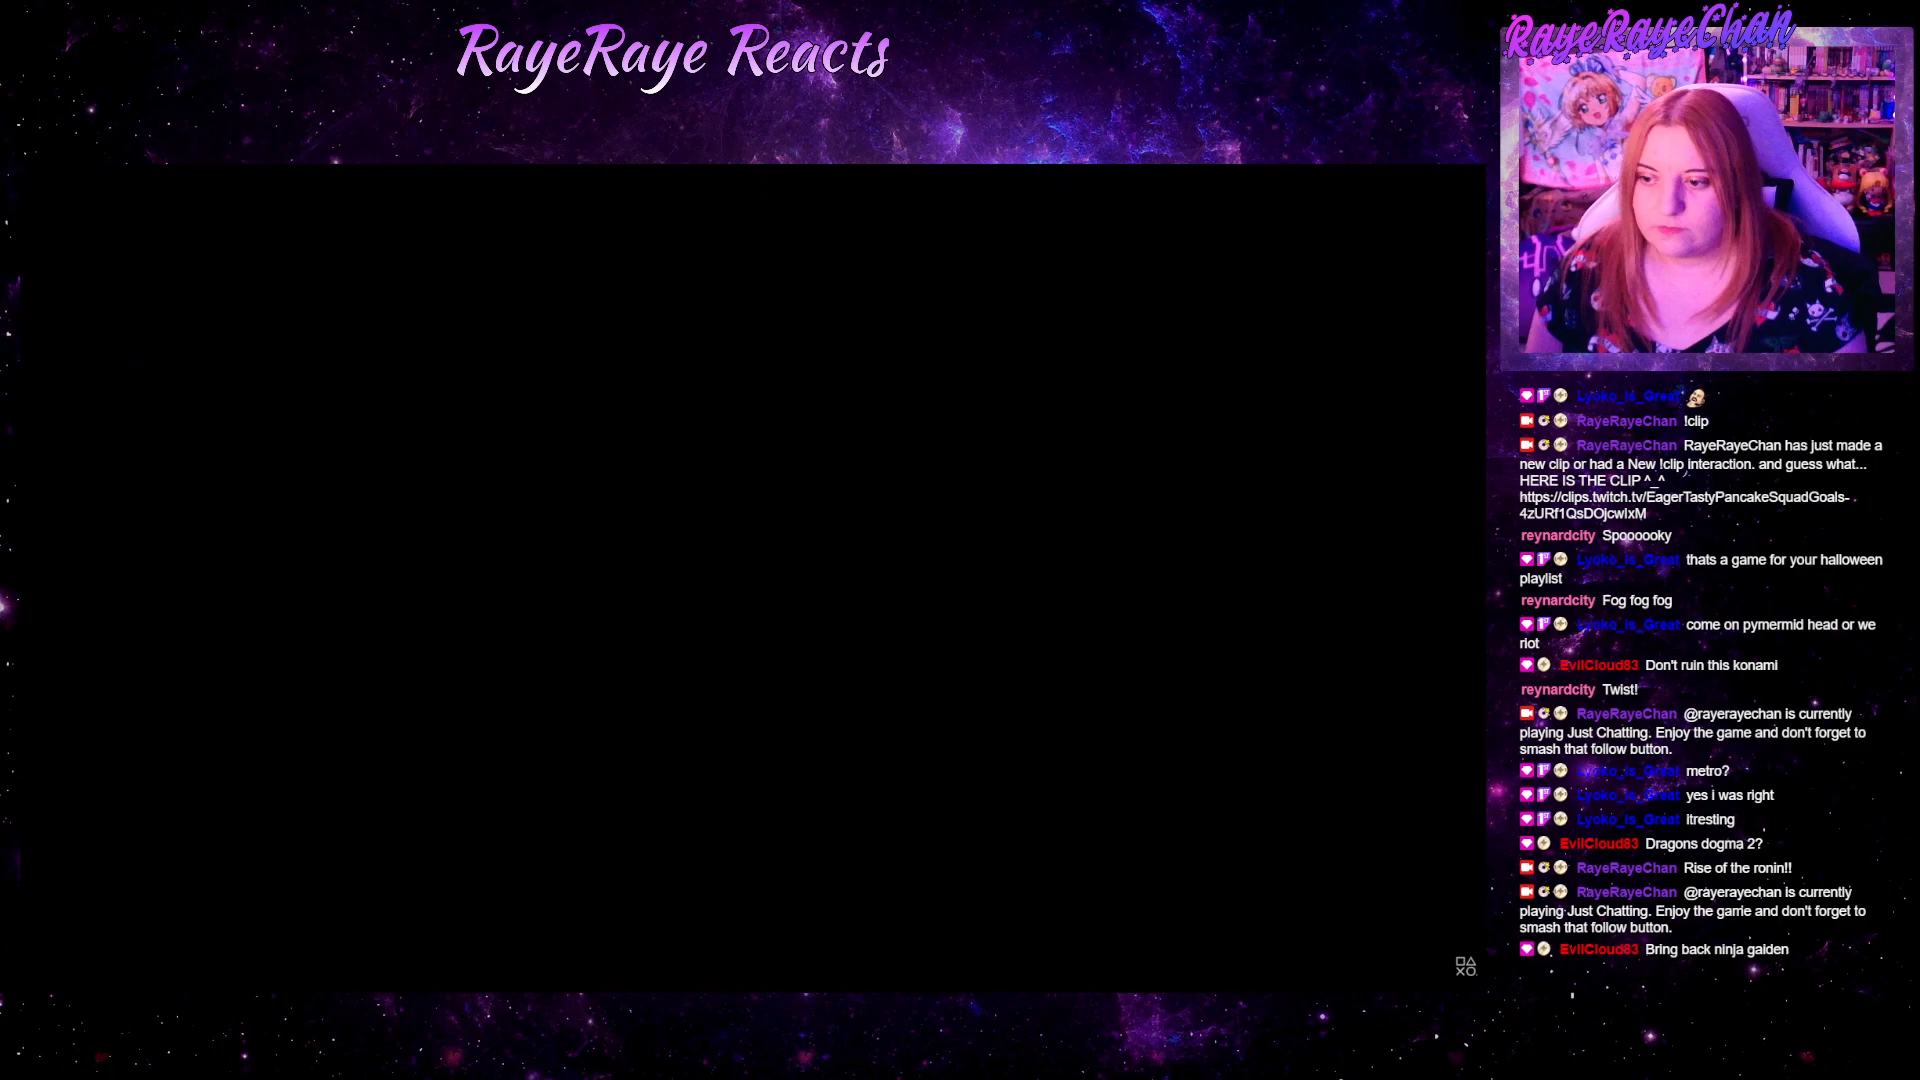 RayeRaye Reacts
RayeRayeChan
Lyoko_Is_Great
RayeRayeChan !clip
RayeRayeChan RayeRayeChan has just made a
new clip or had a New !clip interaction. and guess what...
HERE IS THE CLIP ^_^
https://clips.twitch.tv/EagerTastyPancakeSquadGoals-
4zURf1QsDOjcwIxM
reynardcity Spoooooky
Lyoko_Is_Great thats a game for your halloween
playlist
reynardcity Fog fog fog
Lyoko_Is_Great come on pymermid head or we
riot
EvilCloud83 Don't ruin this konami
reynardcity Twist!
RayeRayeChan @rayerayechan is currently
playing Just Chatting. Enjoy the game and don't forget to
smash that follow button.
Lyoko_Is_Great metro?
Lyoko_Is_Great yes i was right
Lyoko_Is_Great itresting
EvilCloud83 Dragons dogma 2?
RayeRayeChan Rise of the ronin!!
RayeRayeChan @rayerayechan is currently
playing Just Chatting. Enjoy the game and don't forget to
smash that follow button.
EvilCloud83 Bring back ninja gaiden